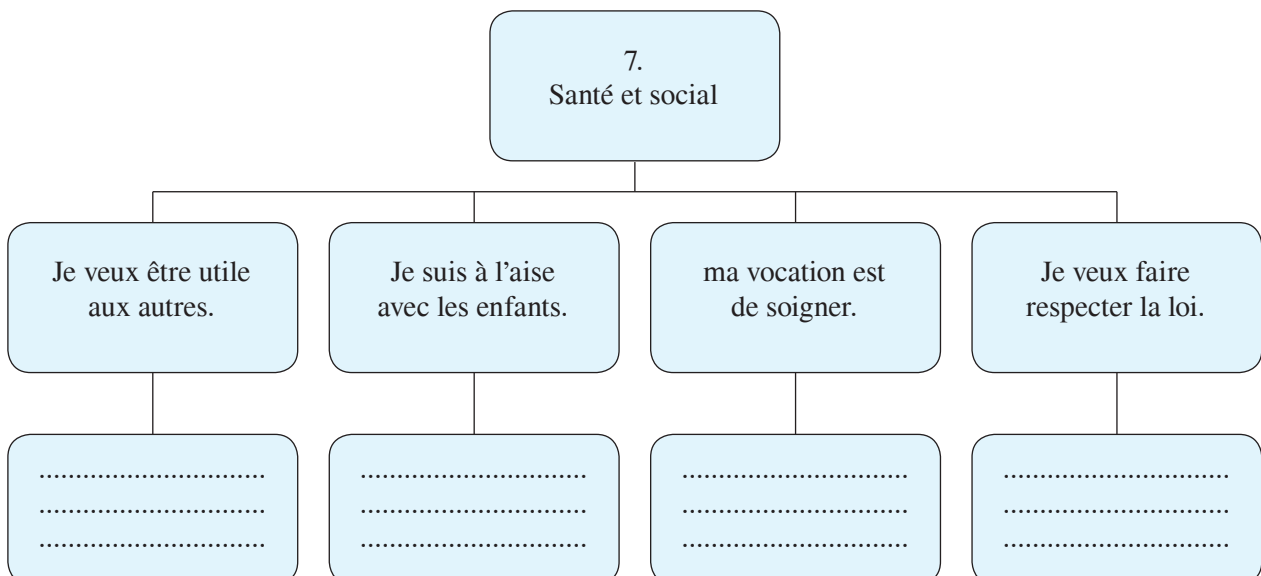 7.
Santé et social
Je veux être utile
aux autres.
Je suis à l'aise
avec les enfants.
ma vocation est
de soigner.
Je veux faire
respecter la loi.
...............................
...............................
...............................
...............................
...............................
...............................
...............................
...............................
...............................
...............................
...............................
...............................